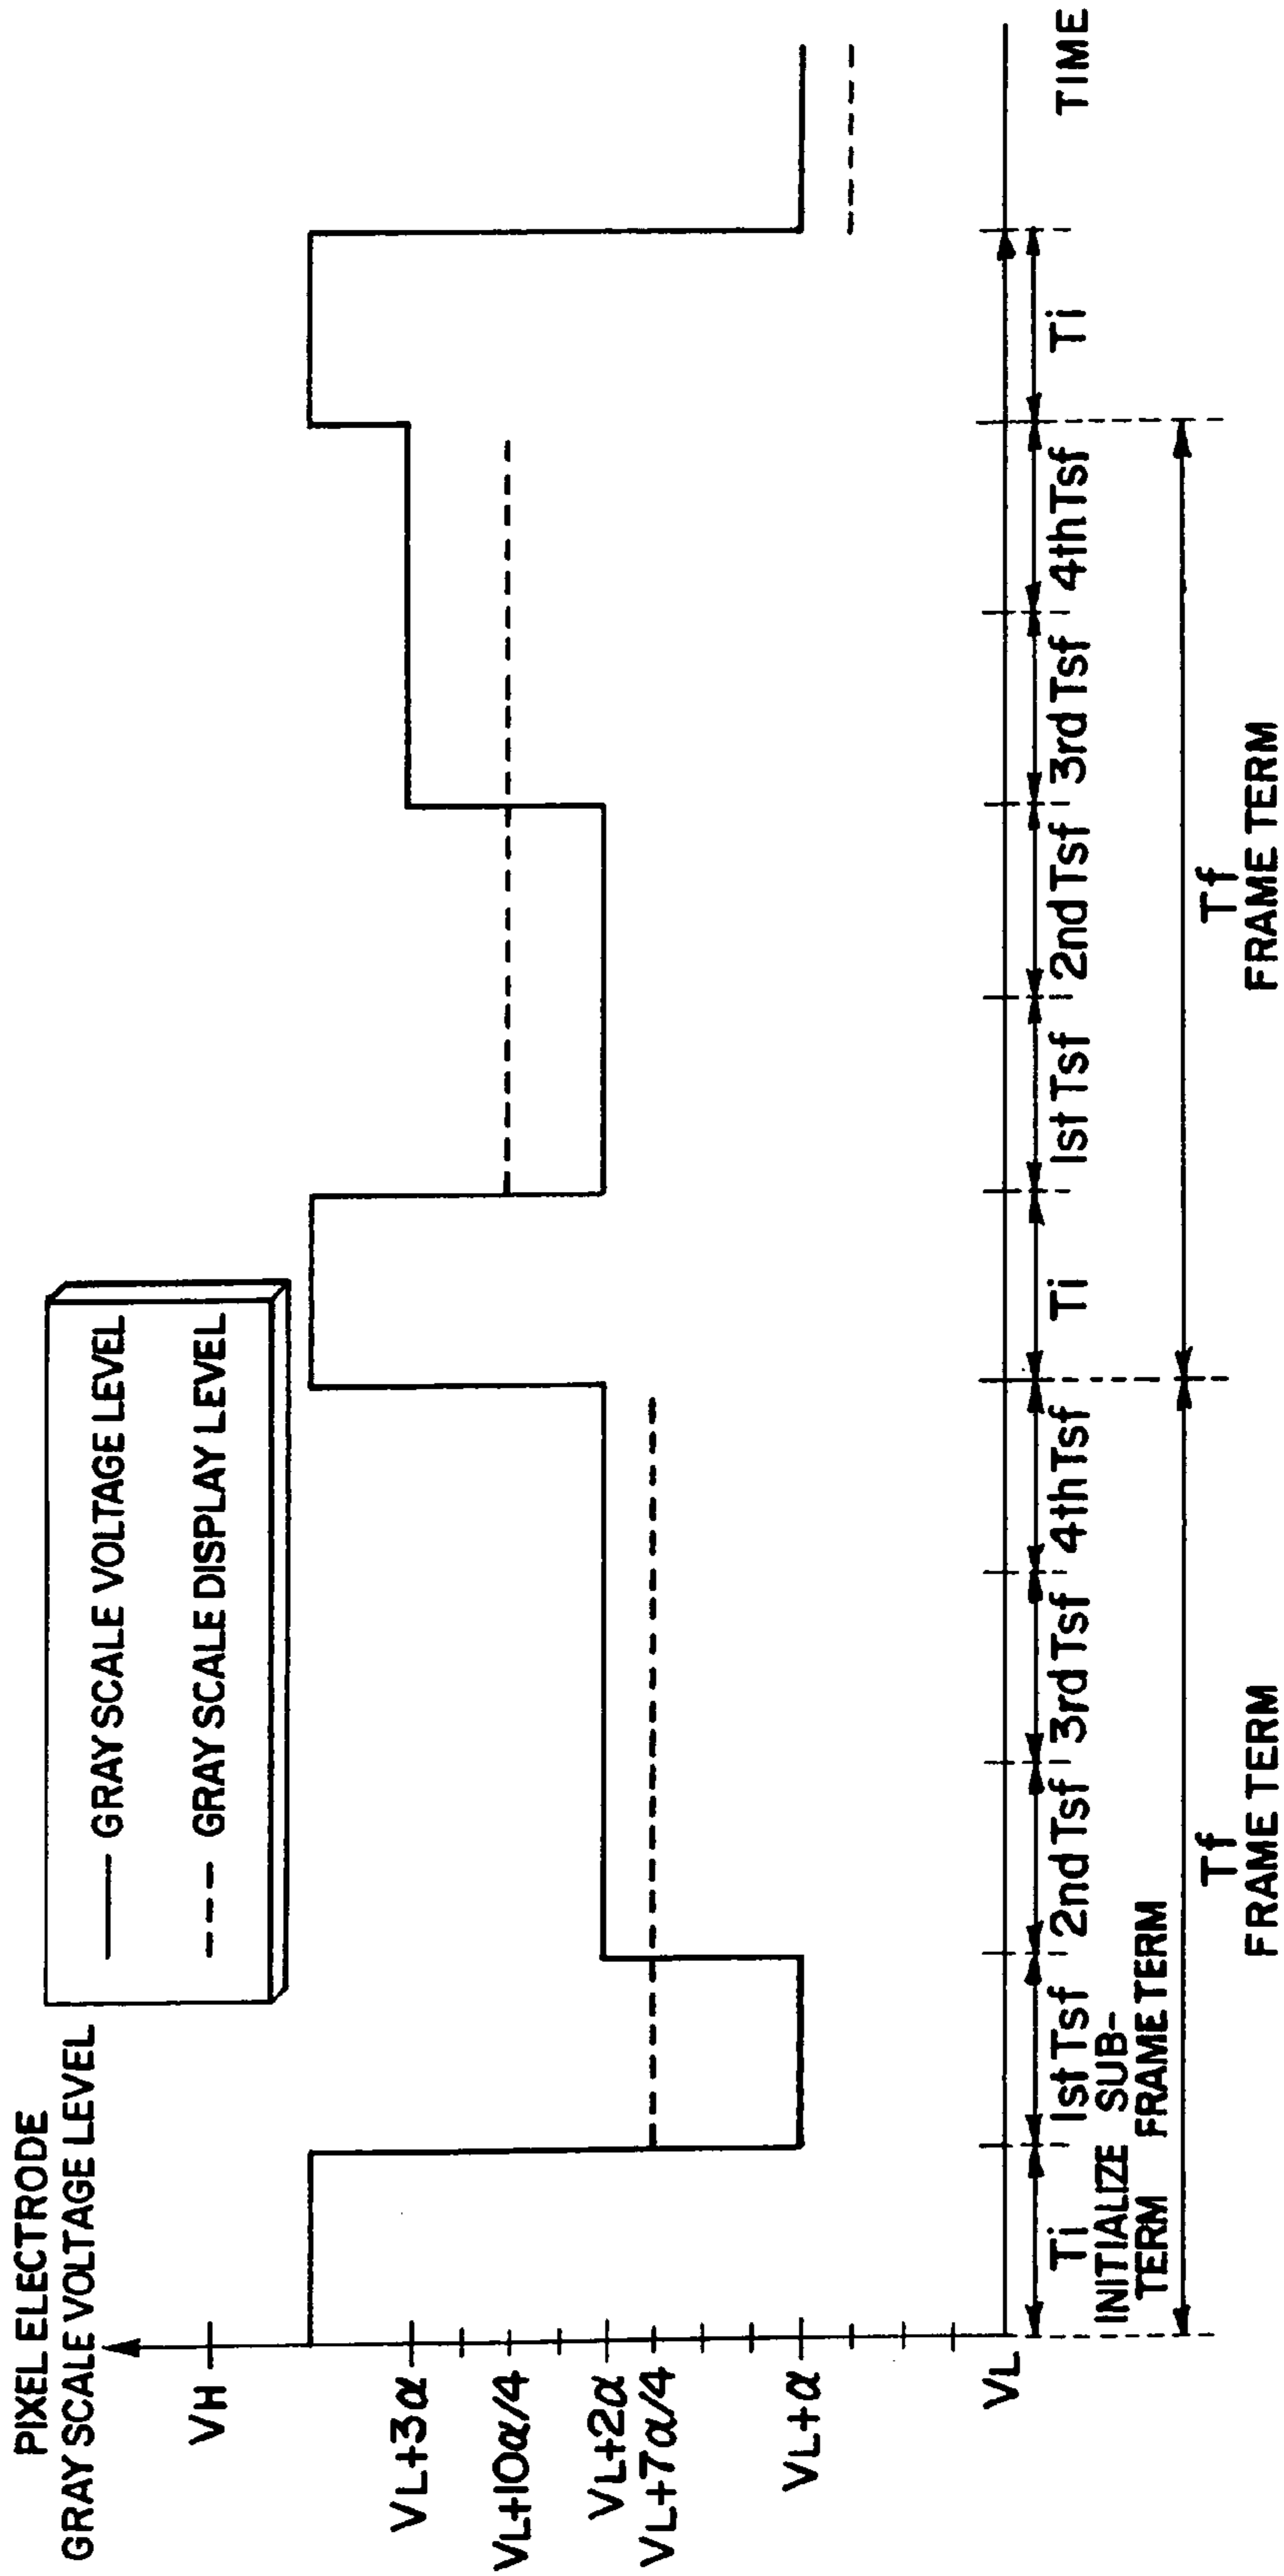 PIXEL ELECTRODE
GRAY SCALE VOLTAGE LEVEL
GRAY SCALE VOLTAGE LEVEL
GRAY SCALE DISPLAY LEVEL
VH
VL+3α
VL+10α/4
VL+2α
VL+7α/4
VL+α
VL
Ti 1st Tsf 2nd Tsf 3rd Tsf 4th Tsf Ti 1st Tsf 2nd Tsf 3rd Tsf 4th Tsf Ti TIME
INITIALIZE SUB-
TERM FRAME TERM
Tf Tf
FRAME TERM FRAME TERM